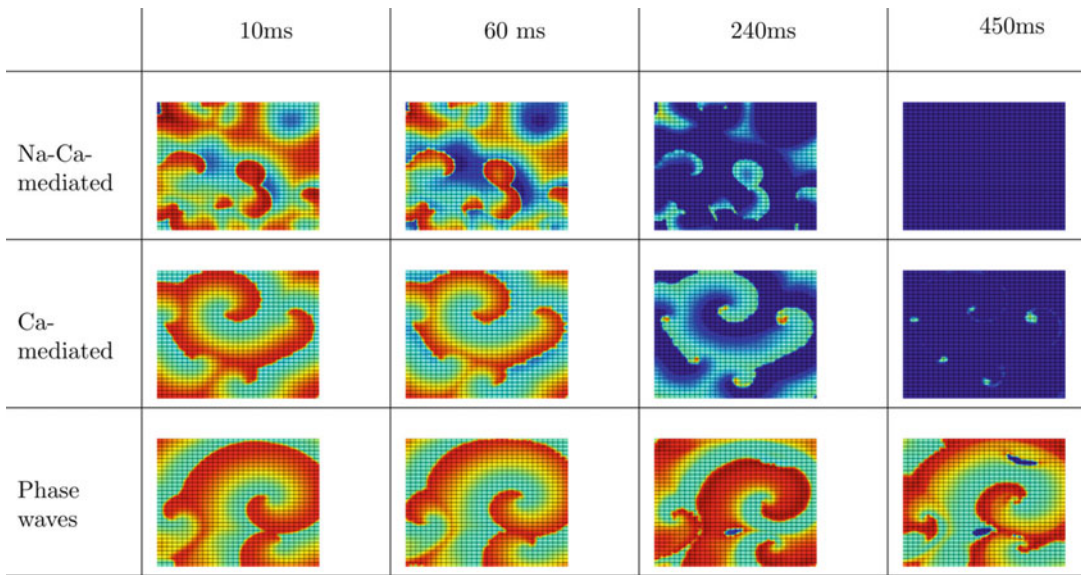 10ms 60 ms 240ms 450ms
Na-Ca-
mediated
Ca-
mediated
Phase
waves